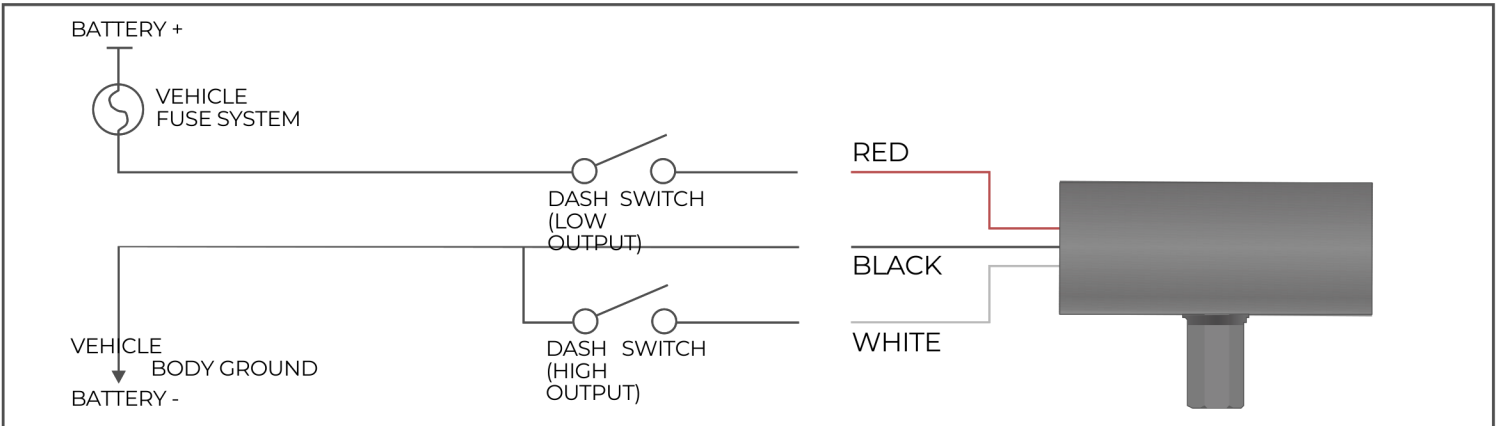 BATTERY +
VEHICLE
FUSE SYSTEM
RED
DASH SWITCH
(LOW
OUTPUT)
BLACK
WHITE
DASH SWITCH
(HIGH
OUTPUT)
VEHICLE
BODY GROUND
BATTERY -